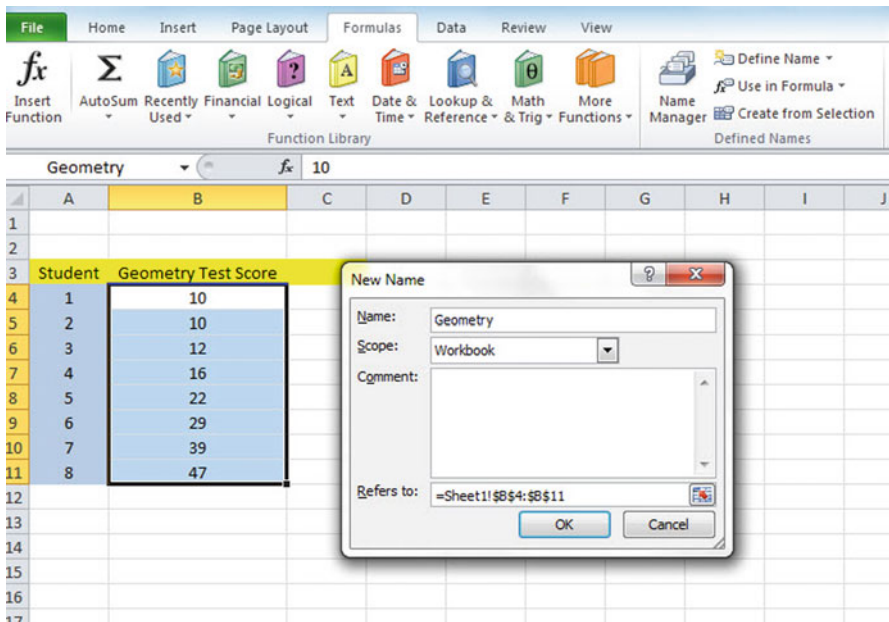 File Home Insert Page Layout Formulas Data Review View
fx Σ ? A θ
Insert Function
AutoSum
Recently Used
Financial
Logical
Text
Date & Time
Lookup & Reference
Math & Trig
More Functions
Function Library
Name Manager
Define Name
Use in Formula
Create from Selection
Defined Names
Geometry fx 10
A B C D E F G H I J
1
2
3 Student Geometry Test Score
4 1 10
5 2 10
6 3 12
7 4 16
8 5 22
9 6 29
10 7 39
11 8 47
12
13
14
15
16
17
New Name ? X
Name: Geometry
Scope: Workbook
Comment:
Refers to: =Sheet1!$B$4:$B$11
OK Cancel